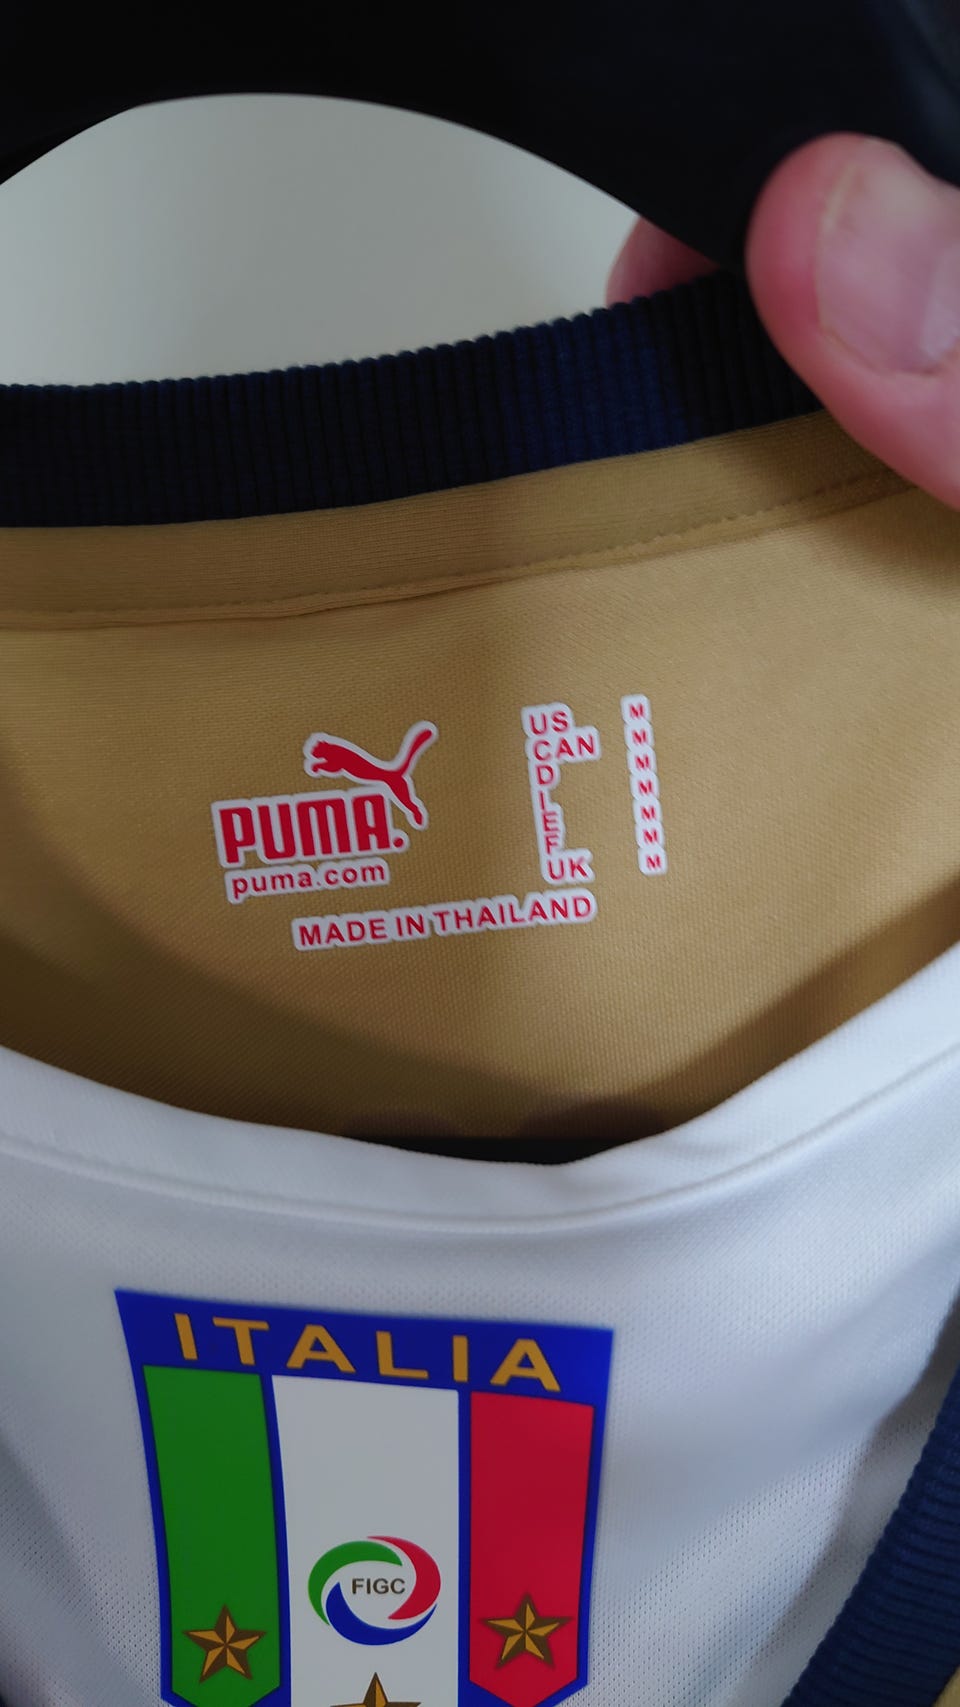 PUMA.
puma.com
US M
CAN M
D M
I M
E M
F M
UK M
MADE IN THAILAND
ITALIA
FIGC